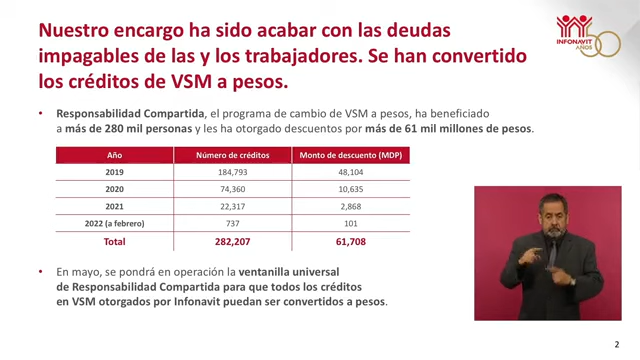 Nuestro encargo ha sido acabar con las deudas
impagables de las y los trabajadores. Se han convertido
los créditos de VSM a pesos.
INFONAVIT
50
AÑOS
• Responsabilidad Compartida, el programa de cambio de VSM a pesos, ha beneficiado
a más de 280 mil personas y les ha otorgado descuentos por más de 61 mil millones de pesos.
Año Número de créditos Monto de descuento (MDP)
2019 184,793 48,104
2020 74,360 10,635
2021 22,317 2,868
2022 (a febrero) 737 101
Total 282,207 61,708
• En mayo, se pondrá en operación la ventanilla universal
de Responsabilidad Compartida para que todos los créditos
en VSM otorgados por Infonavit puedan ser convertidos a pesos.
2